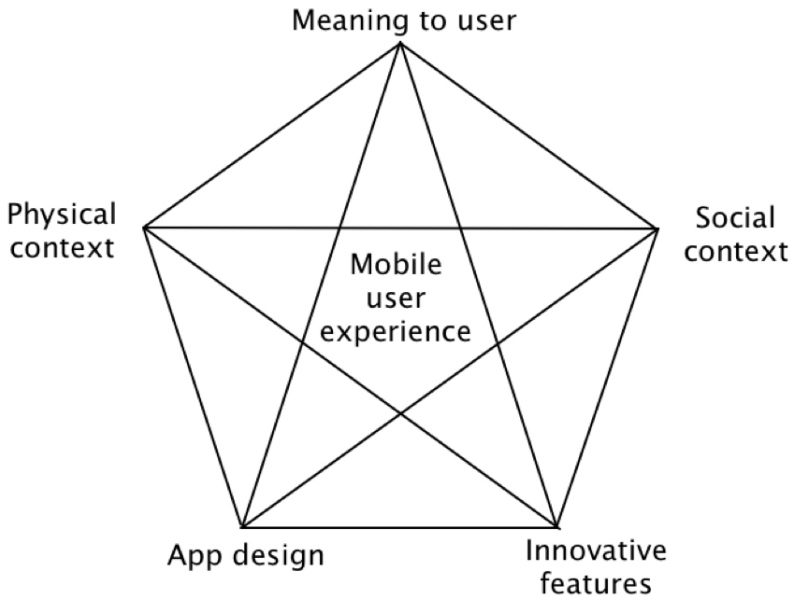 Meaning to user
Physical
context
Social
context
Mobile
user
experience
App design
Innovative
features